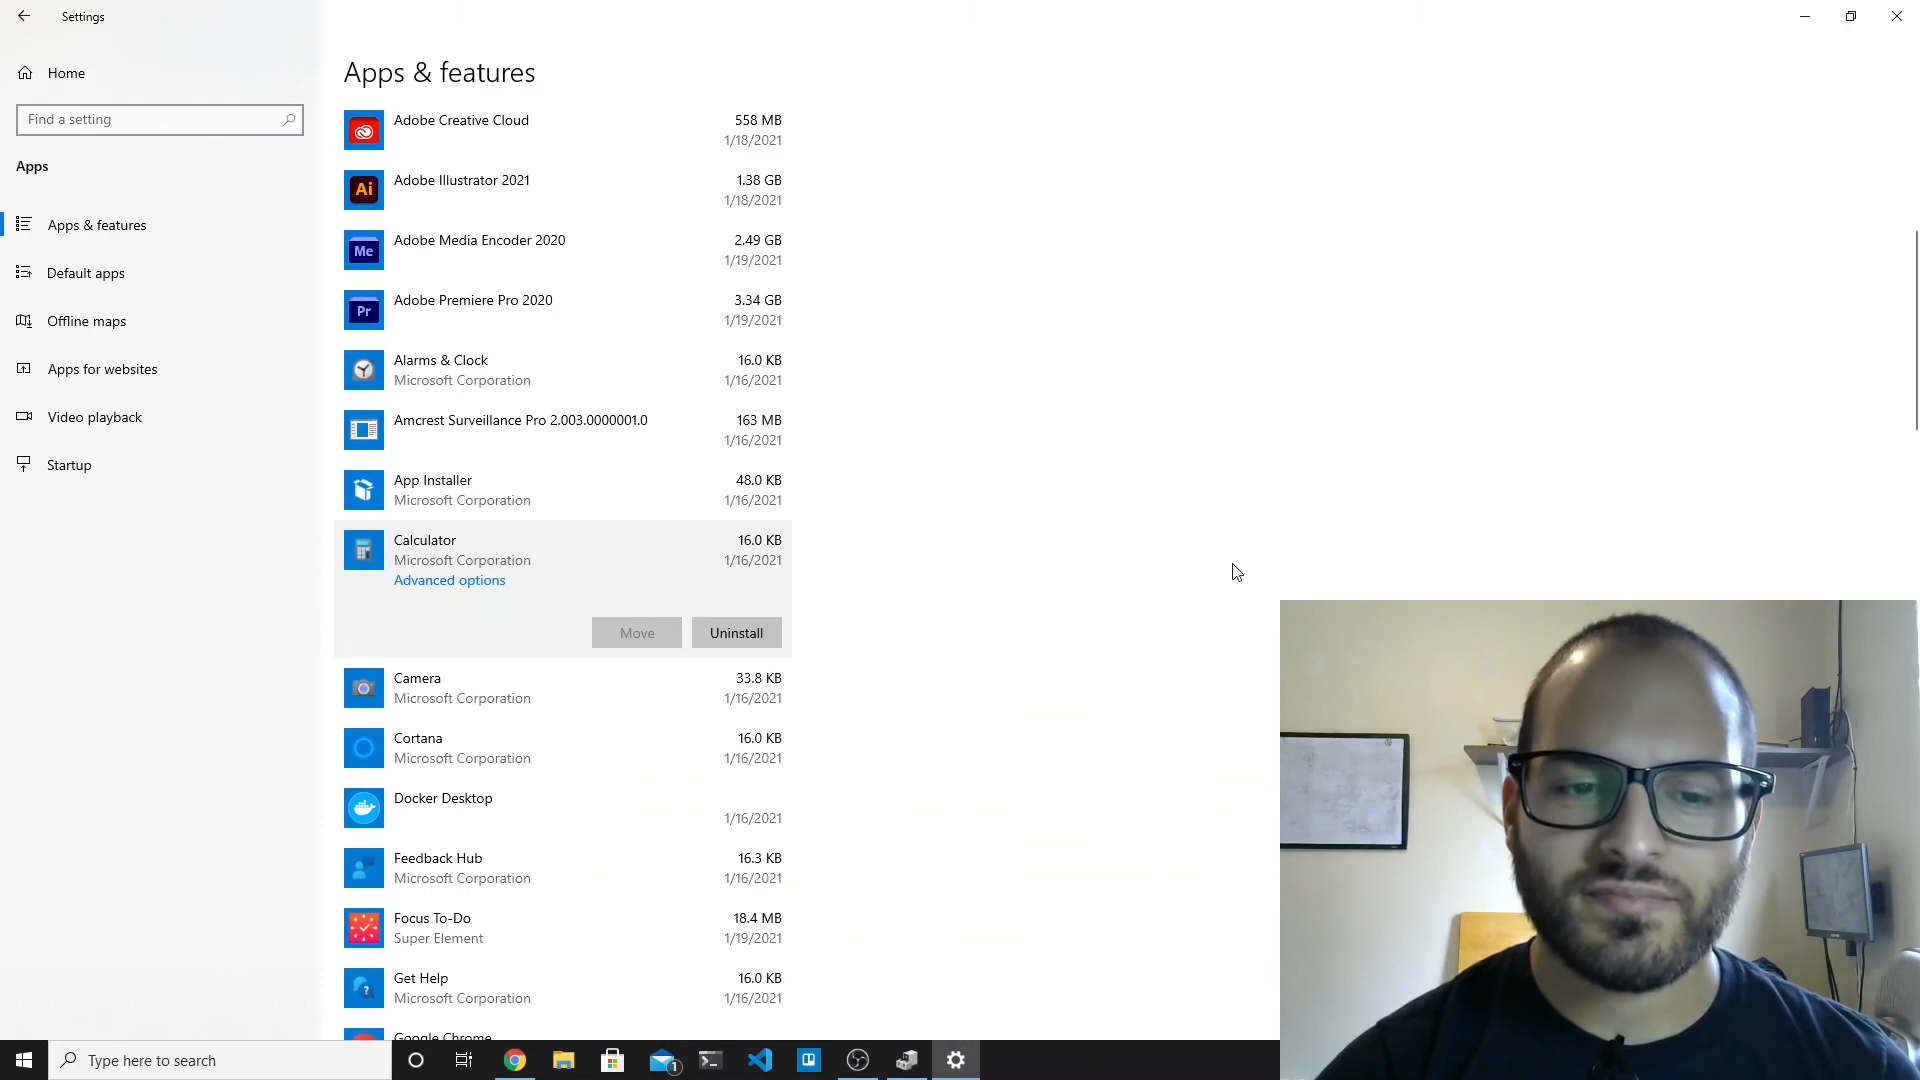 Settings
Home
Find a setting
Apps
Apps & features
Default apps
Offline maps
Apps for websites
Video playback
Startup
Apps & features
Adobe Creative Cloud 558 MB
1/18/2021
Ai
Adobe Illustrator 2021 1.38 GB
1/18/2021
Me
Adobe Media Encoder 2020 2.49 GB
1/19/2021
Pr
Adobe Premiere Pro 2020 3.34 GB
1/19/2021
Alarms & Clock 16.0 KB
Microsoft Corporation 1/16/2021
Amcrest Surveillance Pro 2.003.0000001.0 163 MB
1/16/2021
App Installer 48.0 KB
Microsoft Corporation 1/16/2021
Calculator 16.0 KB
Microsoft Corporation 1/16/2021
Advanced options
Move Uninstall
Camera 33.8 KB
Microsoft Corporation 1/16/2021
Cortana 16.0 KB
Microsoft Corporation 1/16/2021
Docker Desktop
1/16/2021
Feedback Hub 16.3 KB
Microsoft Corporation 1/16/2021
Focus To-Do 18.4 MB
Super Element 1/19/2021
Get Help 16.0 KB
Microsoft Corporation 1/16/2021
Google Chrome
Type here to search
1